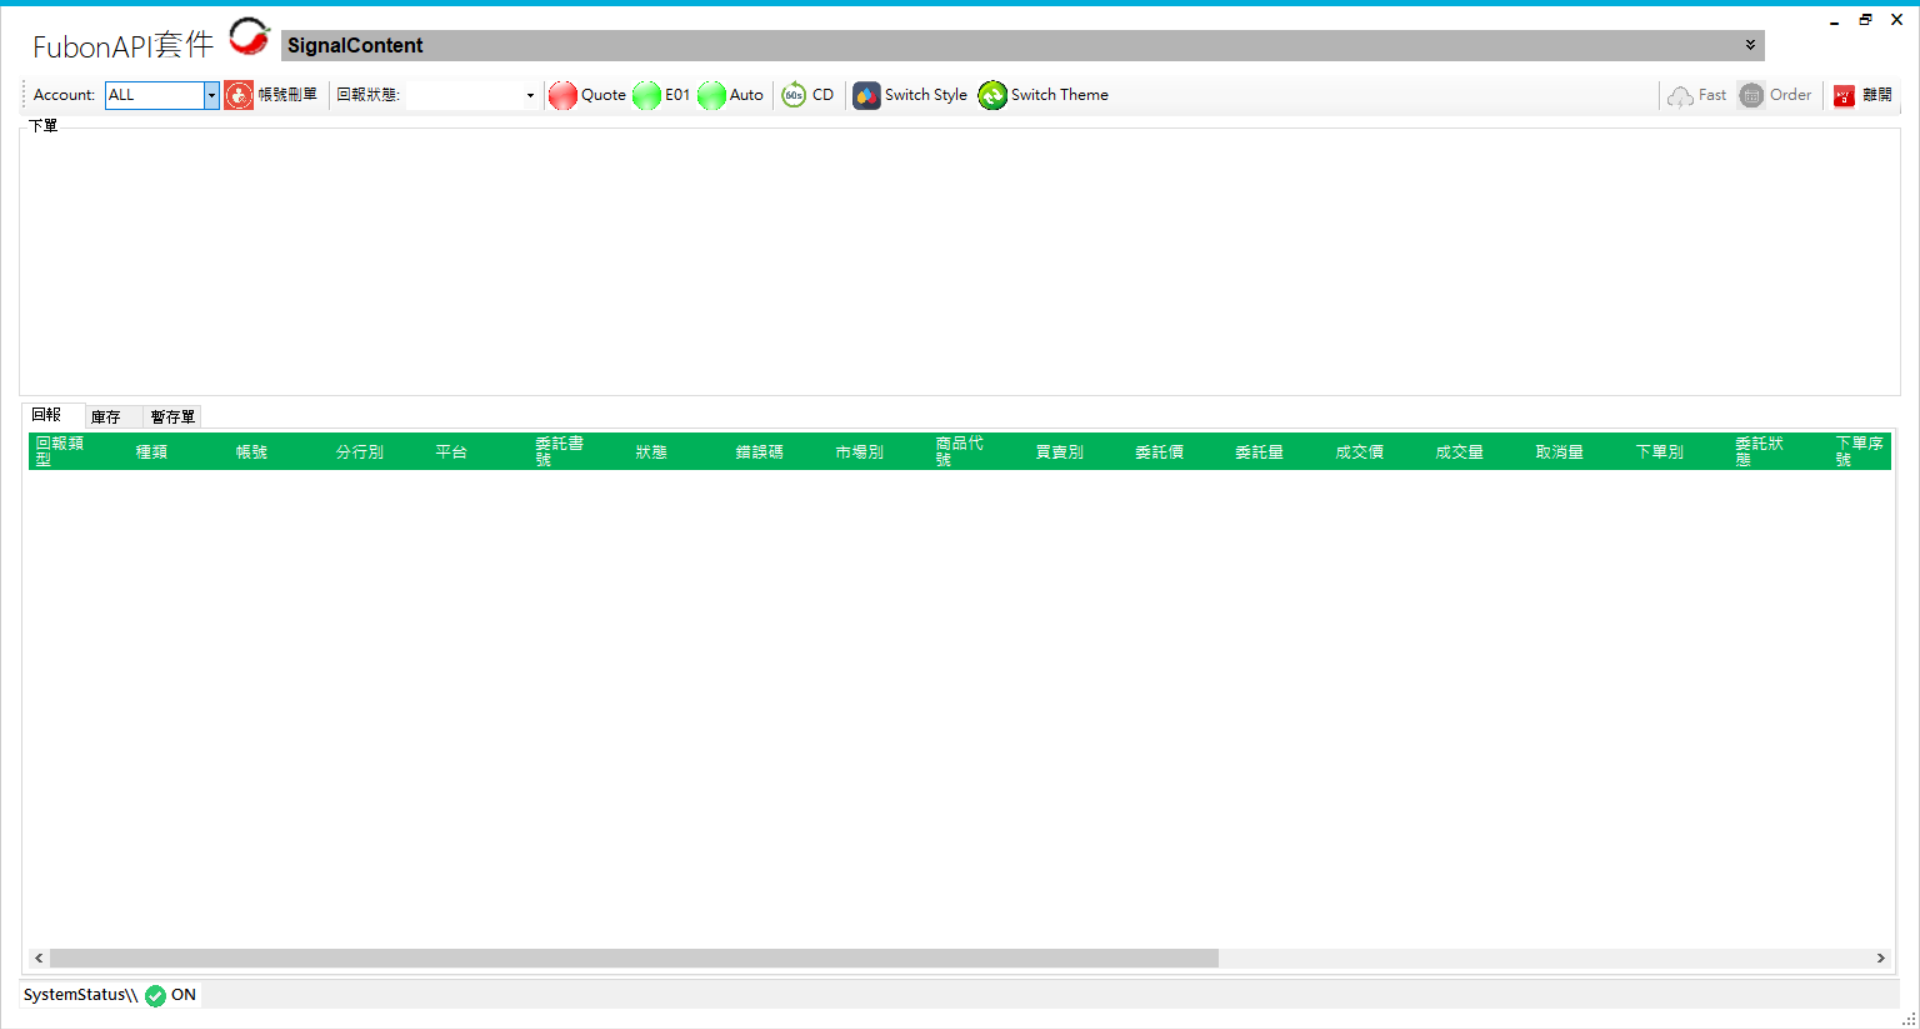 FubonAPI套件
SignalContent
Account: ALL 帳號刪單 回報狀態: Quote E01 Auto 60s CD Switch Style Switch Theme Fast Order 離開
下單
回報 庫存 暫存單
回報類型 種類 帳號 分行別 平台 委託書號 狀態 錯誤碼 市場別 商品代號 買賣別 委託價 委託量 成交價 成交量 取消量 下單別 委託狀態 下單序號
SystemStatus\\ ON